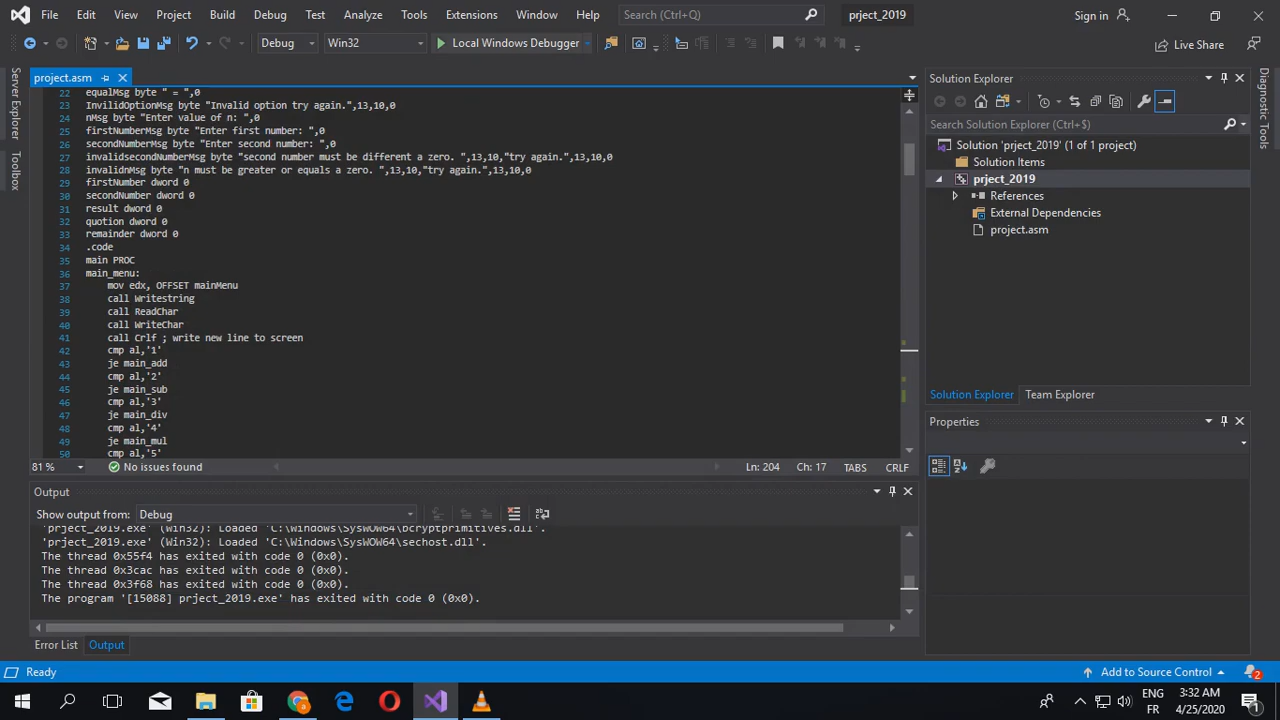 File Edit View Project Build Debug Test Analyze Tools Extensions Window Help Search (Ctrl+Q) prject_2019 Sign in
Debug Win32 Local Windows Debugger Live Share
Server Explorer
Toolbox
project.asm
22 equalMsg byte " = ",0
23 InvilidOptionMsg byte "Invalid option try again.",13,10,0
24 nMsg byte "Enter value of n: ",0
25 firstNumberMsg byte "Enter first number: ",0
26 secondNumberMsg byte "Enter second number: ",0
27 invalidsecondNumberMsg byte "second number must be different a zero. ",13,10,"try again.",13,10,0
28 invalidnMsg byte "n must be greater or equals a zero. ",13,10,"try again.",13,10,0
29 firstNumber dword 0
30 secondNumber dword 0
31 result dword 0
32 quotion dword 0
33 remainder dword 0
34 .code
35 main PROC
36 main_menu:
37 mov edx, OFFSET mainMenu
38 call Writestring
39 call ReadChar
40 call WriteChar
41 call Crlf ; write new line to screen
42 cmp al,'1'
43 je main_add
44 cmp al,'2'
45 je main_sub
46 cmp al,'3'
47 je main_div
48 cmp al,'4'
49 je main_mul
50 cmp al,'5'
81 % No issues found Ln: 204 Ch: 17 TABS CRLF
Output
Show output from: Debug
'prject_2019.exe' (Win32): Loaded 'C:\Windows\SysWOW64\bcryptprimitives.dll'.
'prject_2019.exe' (Win32): Loaded 'C:\Windows\SysWOW64\sechost.dll'.
The thread 0x55f4 has exited with code 0 (0x0).
The thread 0x3cac has exited with code 0 (0x0).
The thread 0x3f68 has exited with code 0 (0x0).
The program '[15088] prject_2019.exe' has exited with code 0 (0x0).
Error List Output
Solution Explorer
Search Solution Explorer (Ctrl+$)
Solution 'prject_2019' (1 of 1 project)
Solution Items
prject_2019
References
External Dependencies
project.asm
Solution Explorer Team Explorer
Properties
Diagnostic Tools
Ready Add to Source Control 2
ENG 3:32 AM
FR 4/25/2020 1